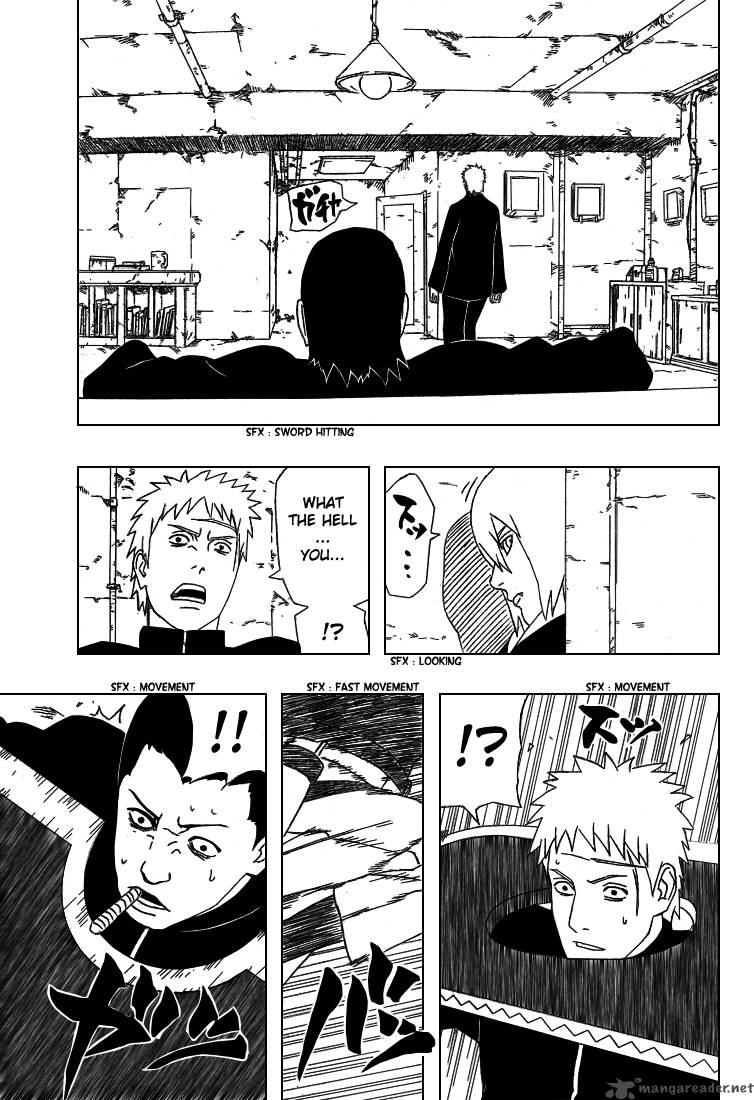 ガチャ
SFX : SWORD HITTING
スッ・・・
SFX : LOOKING
WHAT
THE HELL
...
YOU...
!?
SFX : MOVEMENT
スッ
!?
SFX : FAST MOVEMENT
バッ
SFX : MOVEMENT
!!
ガッ
mangareader.net